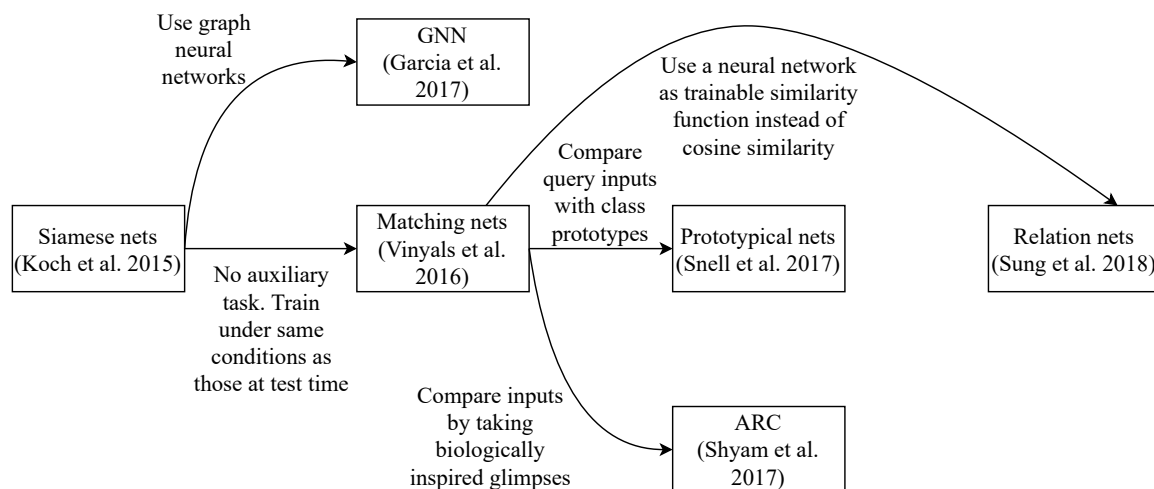 Use graph
neural
networks
GNN
(Garcia et al.
2017)
Use a neural network
as trainable similarity
function instead of
cosine similarity
Compare
query inputs
with class
prototypes
Siamese nets
(Koch et al. 2015)
Matching nets
(Vinyals et al.
2016)
Prototypical nets
(Snell et al. 2017)
Relation nets
(Sung et al. 2018)
No auxiliary
task. Train
under same
conditions as
those at test time
Compare inputs
by taking
biologically
inspired glimpses
ARC
(Shyam et al.
2017)